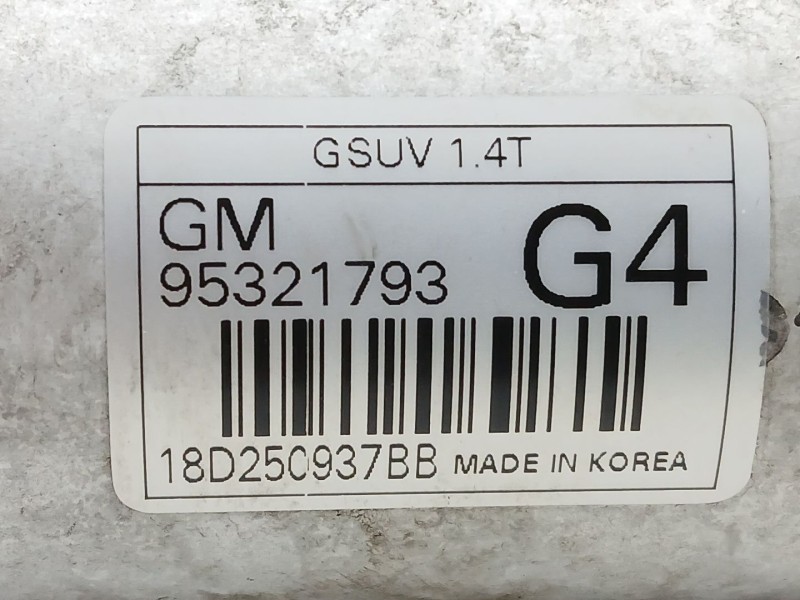 GSUV 1.4T
GM
95321793
G4
18D250937BB MADE IN KOREA